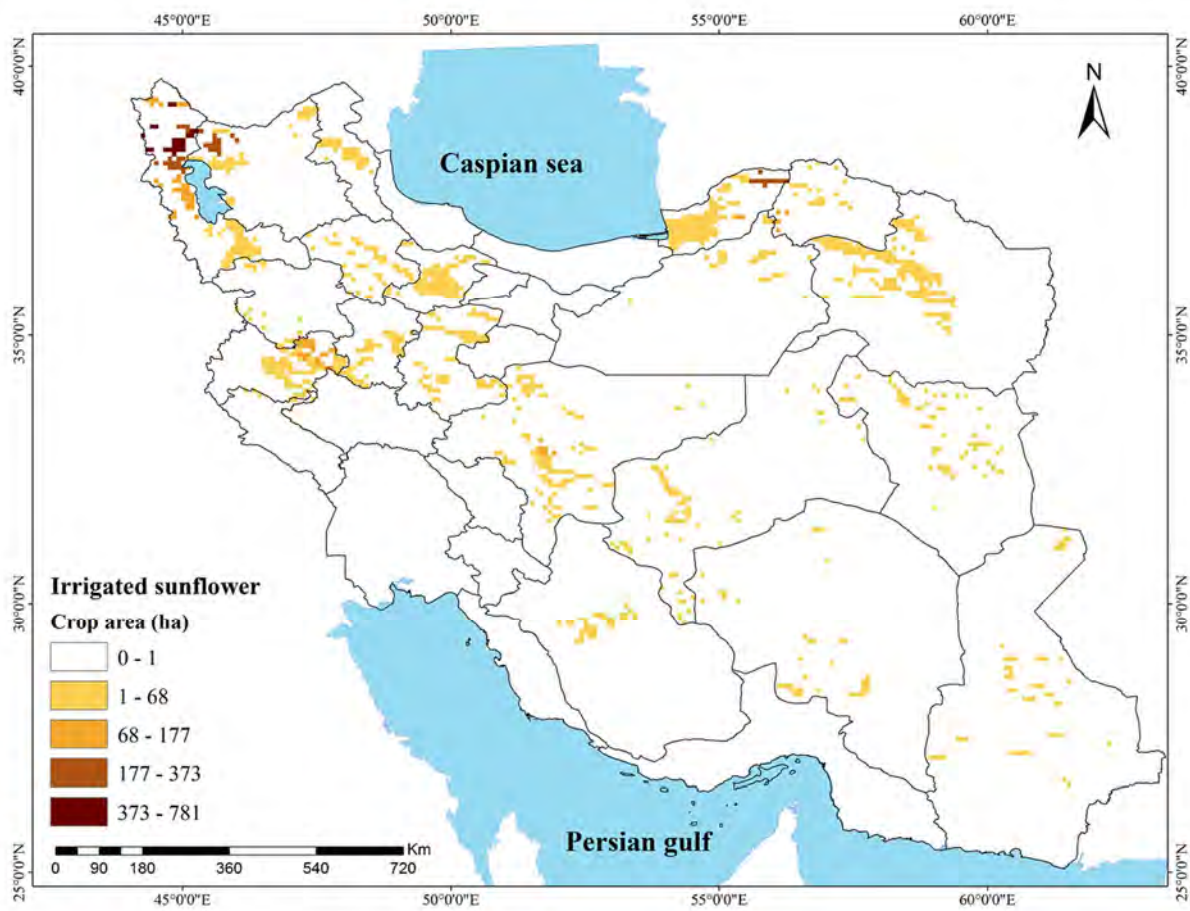 45°0'0"E 50°0'0"E 55°0'0"E 60°0'0"E
40°0'0"N 40°0'0"N
N
Caspian sea
35°0'0"N 35°0'0"N
30°0'0"N 30°0'0"N
Irrigated sunflower
Crop area (ha)
0 - 1
1 - 68
68 - 177
177 - 373
373 - 781
Persian gulf
Km
0 90 180 360 540 720
25°0'0"N 25°0'0"N
45°0'0"E 50°0'0"E 55°0'0"E 60°0'0"E